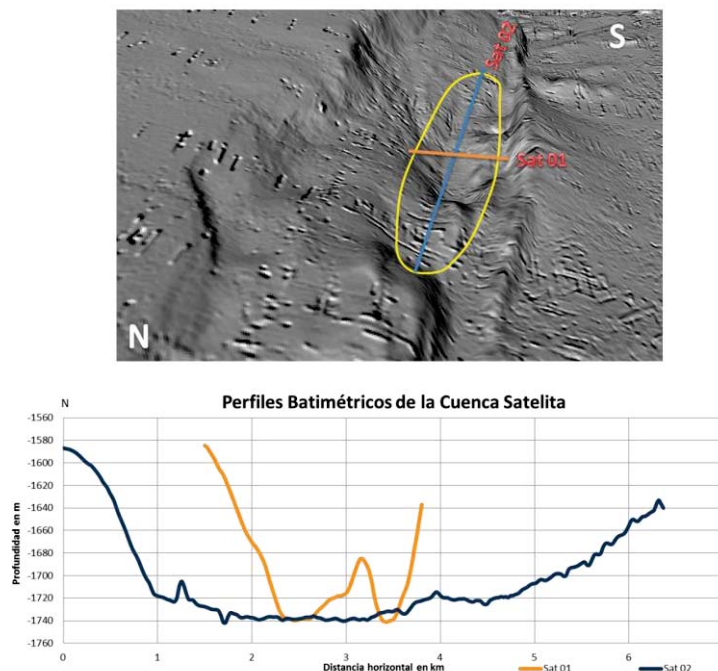 S
Sat 02
Sat 01
N
N
Perfiles Batimétricos de la Cuenca Satelita
Profundidad en m
-1560
-1580
-1600
-1620
-1640
-1660
-1680
-1700
-1720
-1740
-1760
0 1 2 3 4 5 6
Distancia horizontal en km
Sat 01 Sat 02